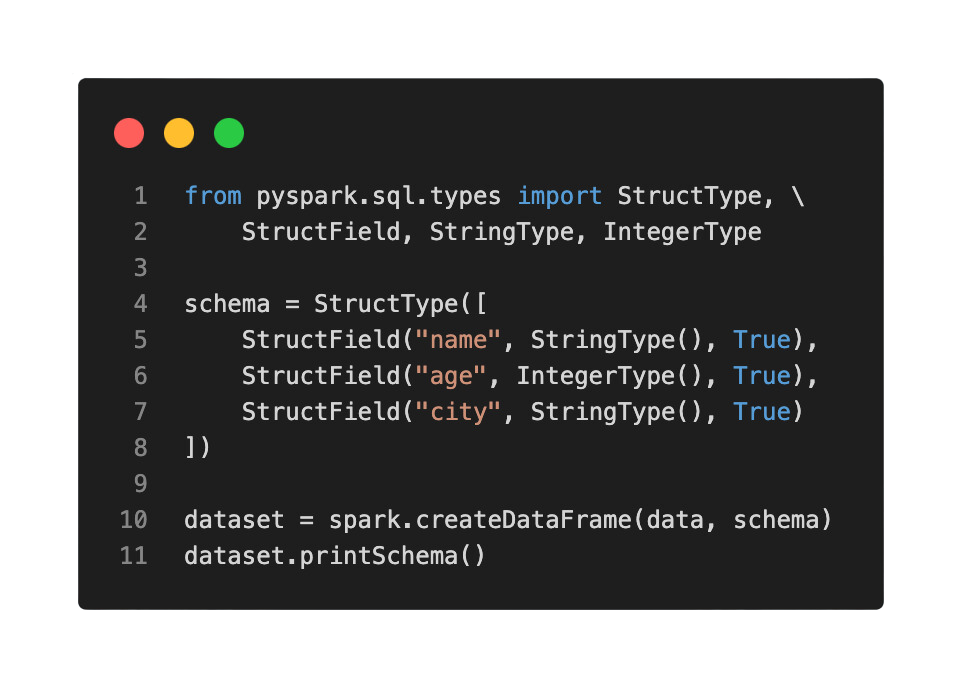 1 from pyspark.sql.types import StructType, \
2     StructField, StringType, IntegerType
3
4 schema = StructType([
5     StructField("name", StringType(), True),
6     StructField("age", IntegerType(), True),
7     StructField("city", StringType(), True)
8 ])
9
10 dataset = spark.createDataFrame(data, schema)
11 dataset.printSchema()